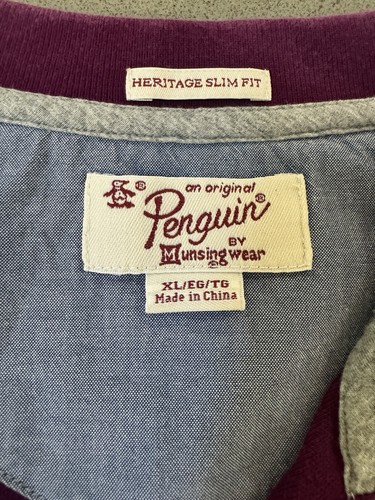 HERITAGE SLIM FIT
an original
Penguin®
BY
Munsingwear
®
XL/EG/TG
Made in China